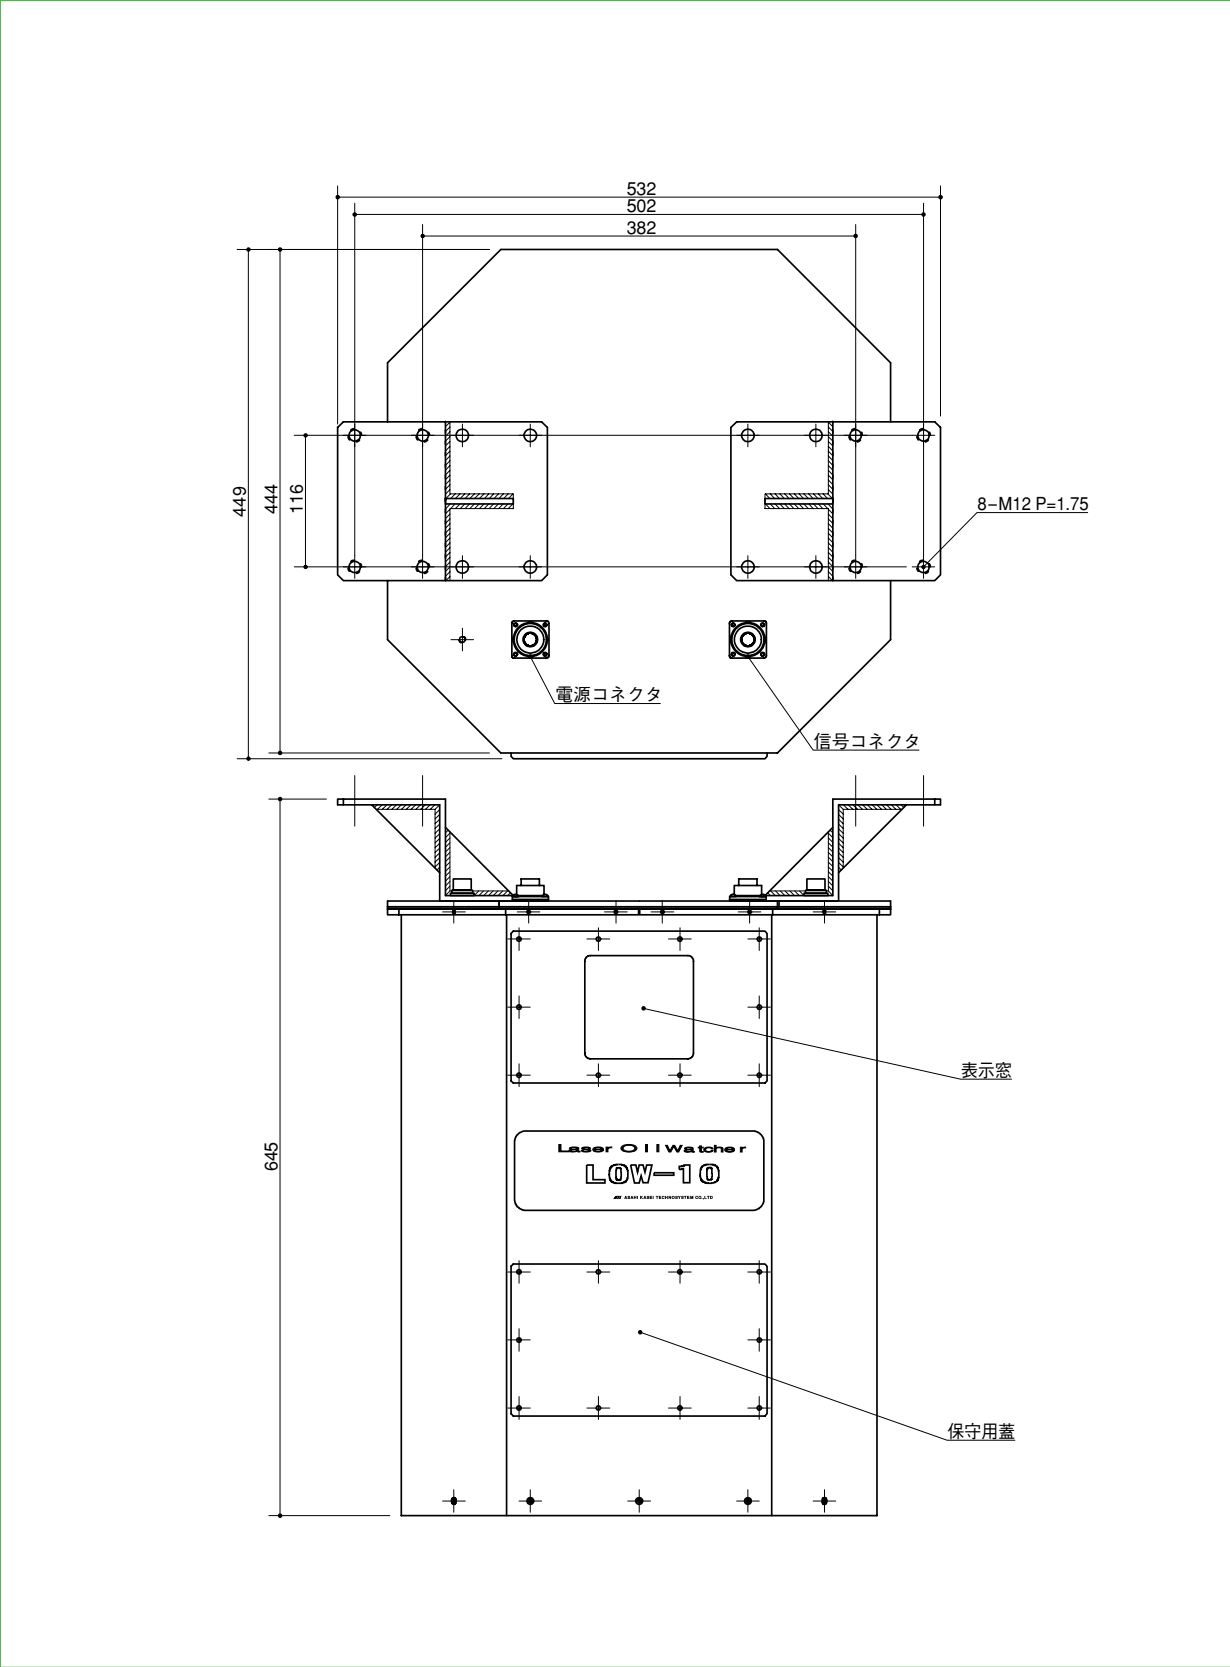 532
502
382
449
444
116
8-M12 P=1.75
電源コネクタ
信号コネクタ
645
表示窓
Laser OilWatcher
LOW-10
ASAHI KASEI TECHNOSYSTEM CO.,LTD
保守用蓋